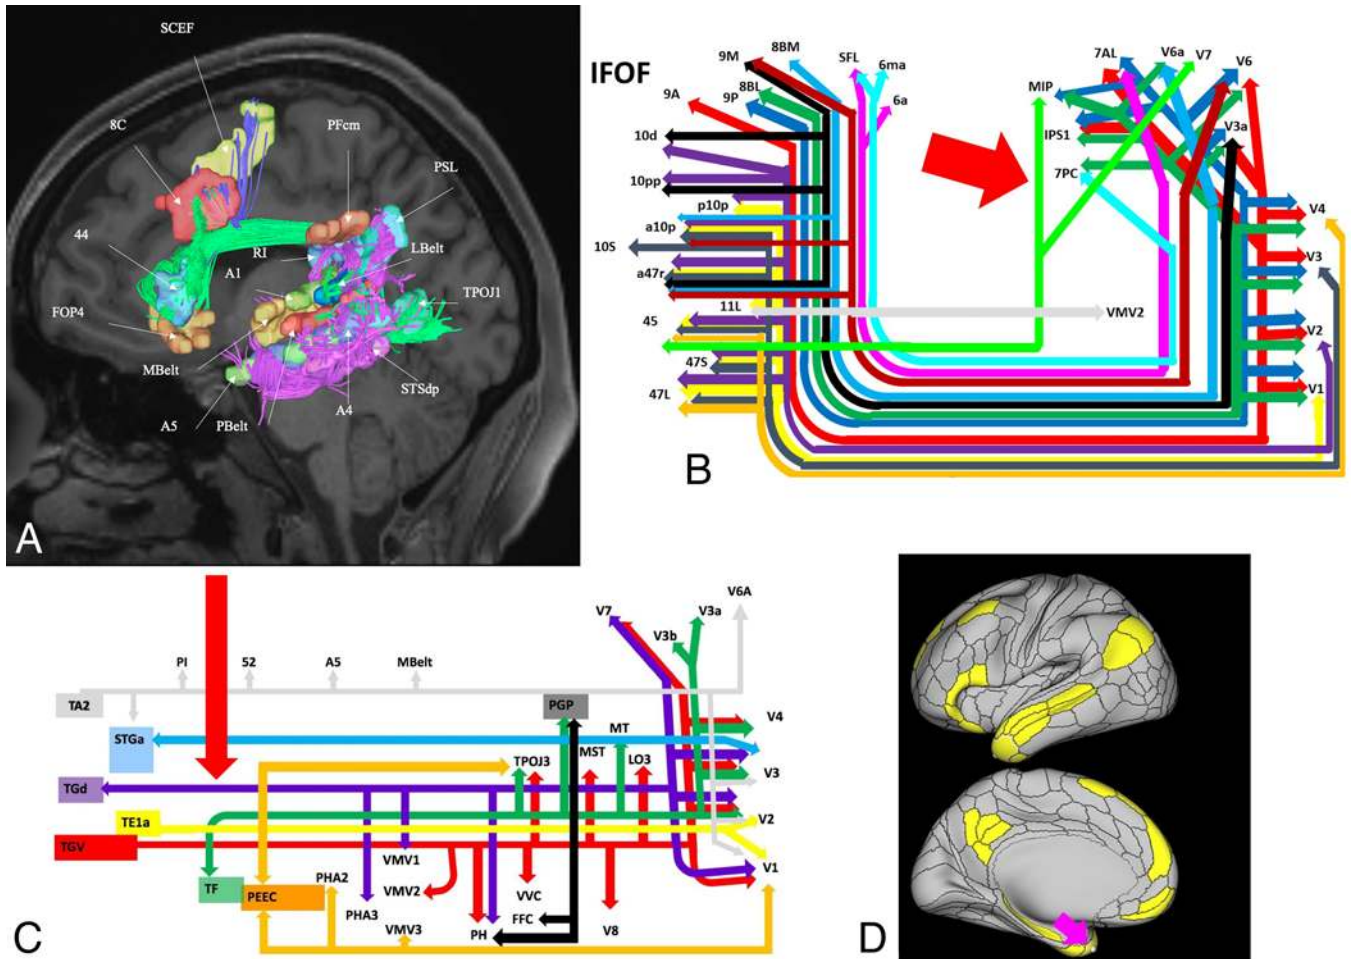 SCEF
8C
PFcm
PSL
44
RI
LBelt
A1
FOP4
TPOJ1
MBelt
STSdp
A5
PBelt
A4
A
IFOF
9M
8BM
SFL
6ma
7AL
V6a
V7
V6
9A
8BL
9P
6a
MIP
10d
IPS1
V3a
10pp
7PC
p10p
V4
a10p
10S
V3
a47r
11L
VMV2
4S
V2
47S
V1
47L
B
V6A
V7
V3a
V3b
PI
52
A5
MBelt
TA2
PGP
V4
STGa
MT
TPOJ3
MST
LO3
V3
TGd
TE1a
V2
TGV
VMV1
V1
TF
PEEC
PHA2
VMV2
VVC
PHA3
FFC
VMV3
PH
V8
C
D